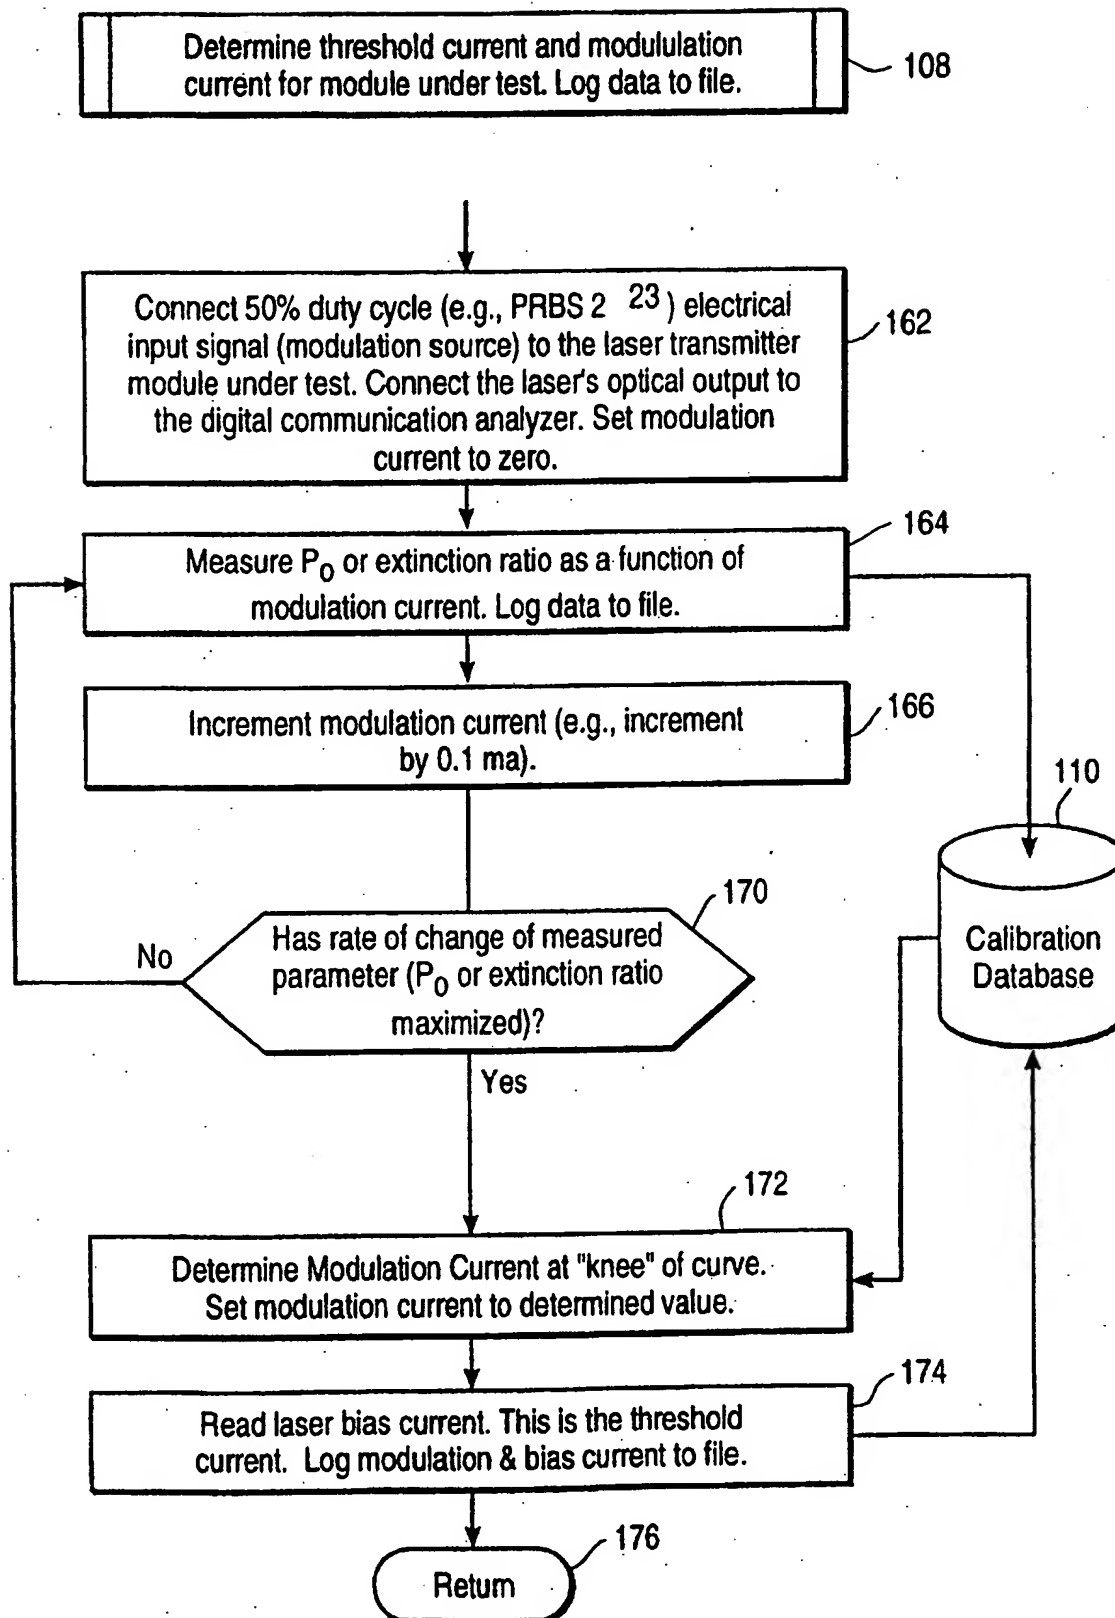 Determine threshold current and modululation
current for module under test. Log data to file.
108
Connect 50% duty cycle (e.g., PRBS 2 23 ) electrical
input signal (modulation source) to the laser transmitter
module under test. Connect the laser's optical output to
the digital communication analyzer. Set modulation
current to zero.
162
164
Measure P0 or extinction ratio as a function of
modulation current. Log data to file.
166
Increment modulation current (e.g., increment
by 0.1 ma).
110
Calibration
Database
170
No
Has rate of change of measured
parameter (P0 or extinction ratio
maximized)?
Yes
172
Determine Modulation Current at "knee" of curve.
Set modulation current to determined value.
174
Read laser bias current. This is the threshold
current. Log modulation & bias current to file.
176
Return